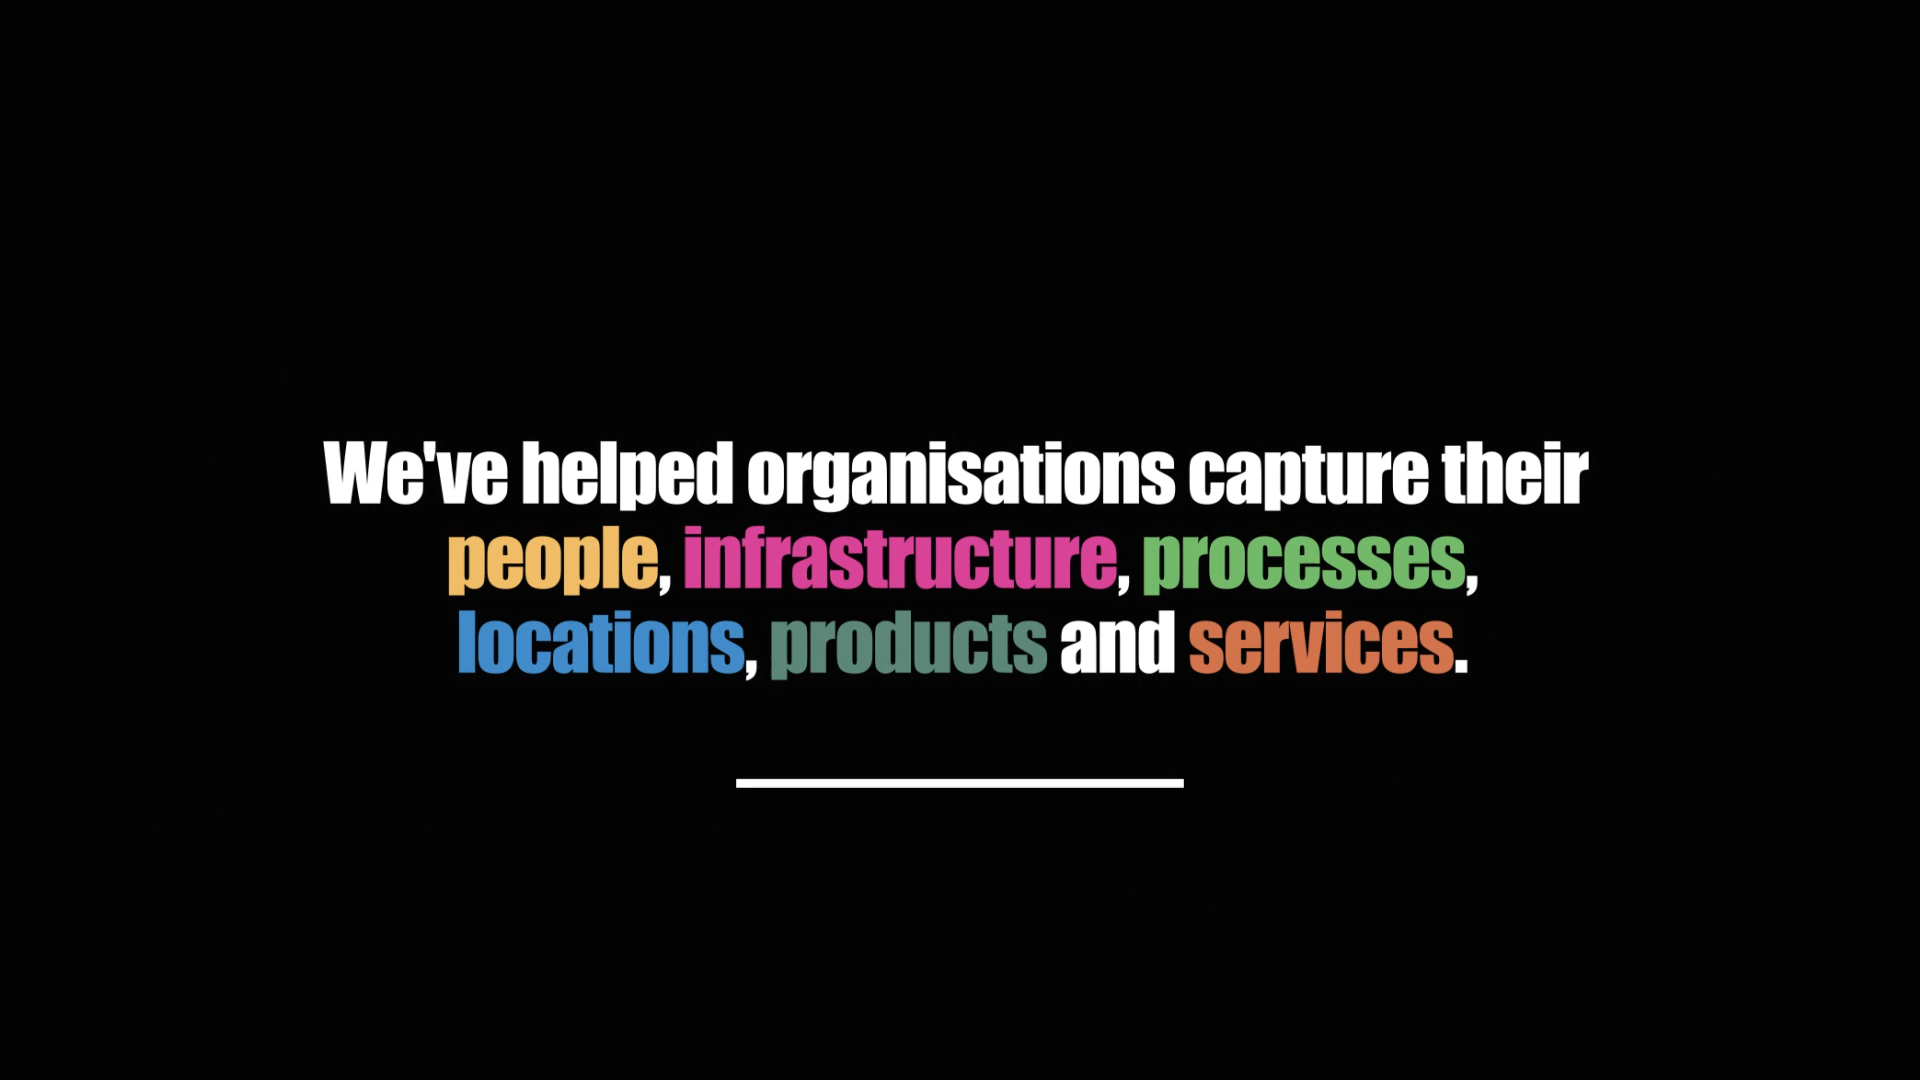 We've helped organisations capture their
people, infrastructure, processes,
locations, products and services.